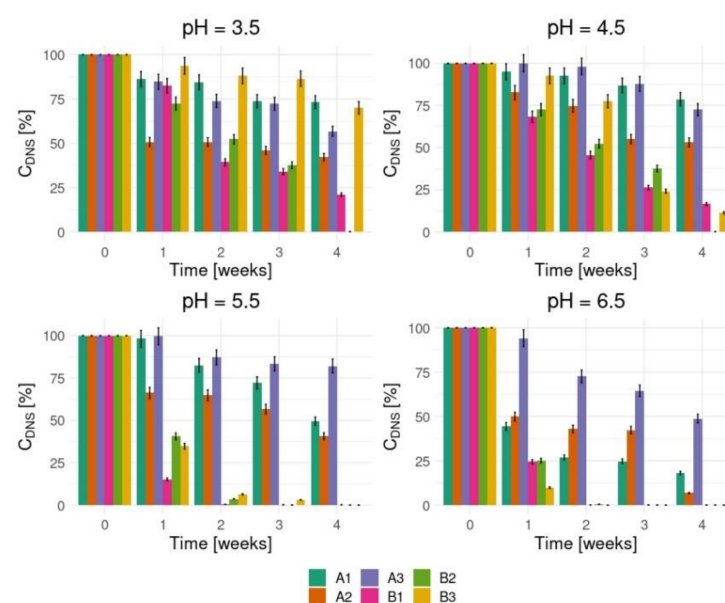 pH = 3.5
C_DNS [%]
100
75
50
25
0
0 1 2 3 4
Time [weeks]
pH = 4.5
C_DNS [%]
100
75
50
25
0
0 1 2 3 4
Time [weeks]
pH = 5.5
C_DNS [%]
100
75
50
25
0
0 1 2 3 4
Time [weeks]
pH = 6.5
C_DNS [%]
100
75
50
25
0
0 1 2 3 4
Time [weeks]
A1 A3 B2
A2 B1 B3